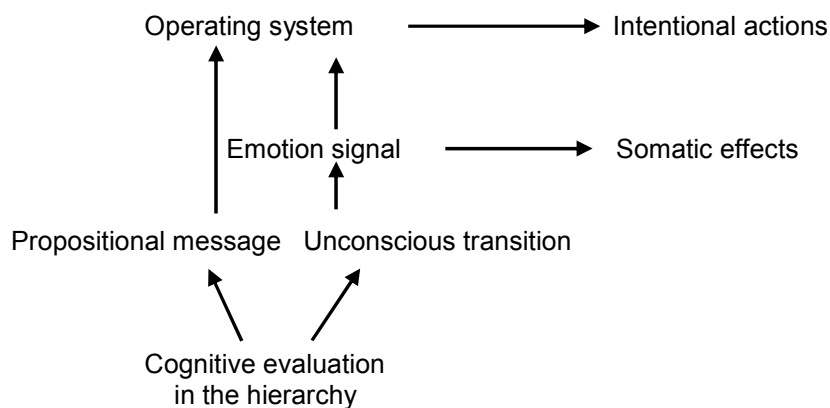 Operating system
Intentional actions
Emotion signal
Somatic effects
Propositional message
Unconscious transition
Cognitive evaluation
in the hierarchy